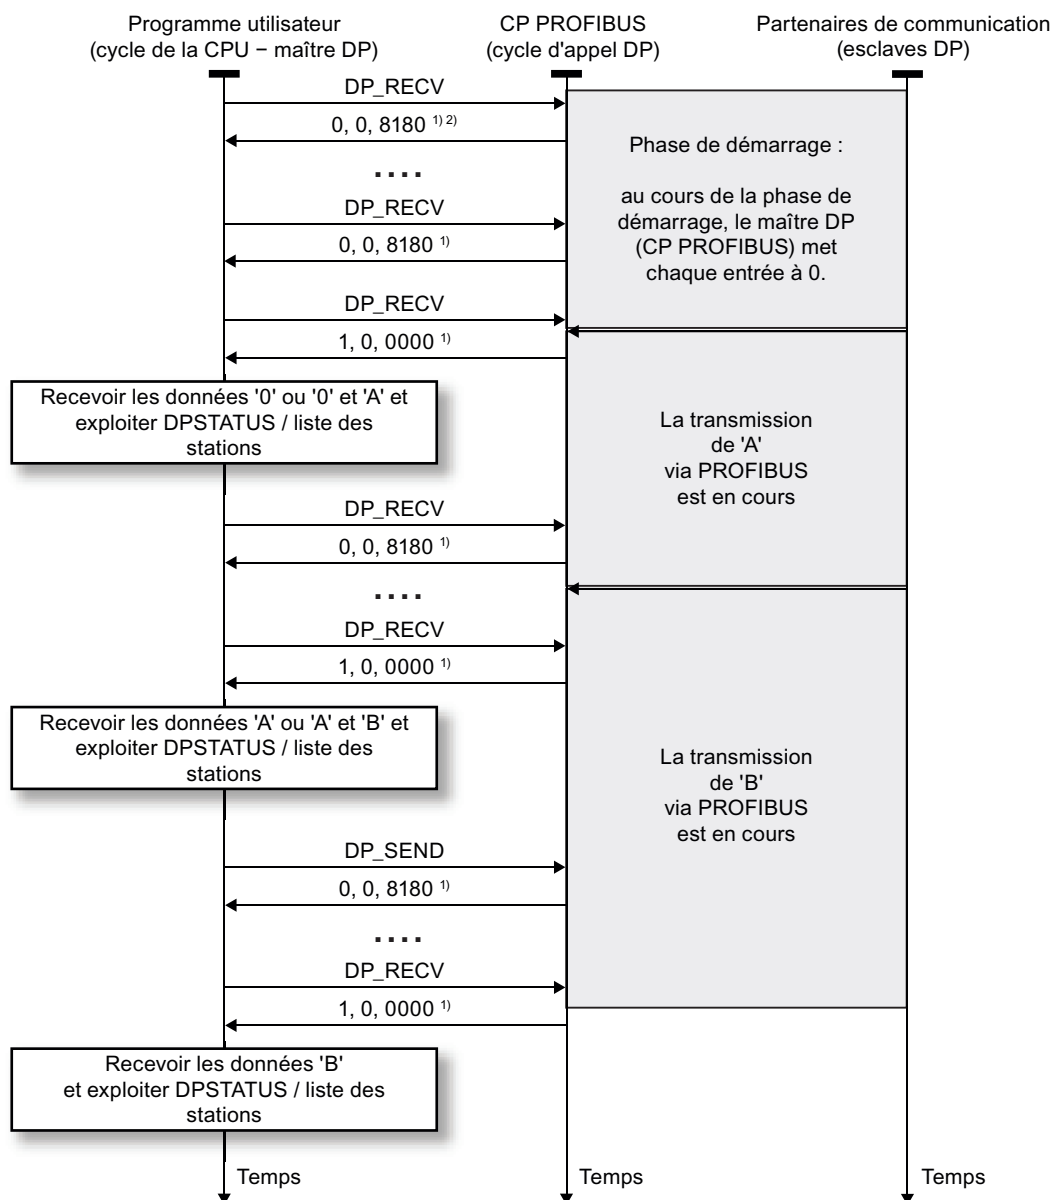 Programme utilisateur
(cycle de la CPU − maître DP)
CP PROFIBUS
(cycle d'appel DP)
Partenaires de communication
(esclaves DP)
DP_RECV
0, 0, 8180 1) 2)
....
DP_RECV
0, 0, 8180 1)
DP_RECV
1, 0, 0000 1)
Phase de démarrage :
au cours de la phase de
démarrage, le maître DP
(CP PROFIBUS) met
chaque entrée à 0.
Recevoir les données '0' ou '0' et 'A' et
exploiter DPSTATUS / liste des
stations
La transmission
de 'A'
via PROFIBUS
est en cours
DP_RECV
0, 0, 8180 1)
....
DP_RECV
1, 0, 0000 1)
Recevoir les données 'A' ou 'A' et 'B' et
exploiter DPSTATUS / liste des
stations
La transmission
de 'B'
via PROFIBUS
est en cours
DP_SEND
0, 0, 8180 1)
....
DP_RECV
1, 0, 0000 1)
Recevoir les données 'B'
et exploiter DPSTATUS / liste des
stations
Temps
Temps
Temps